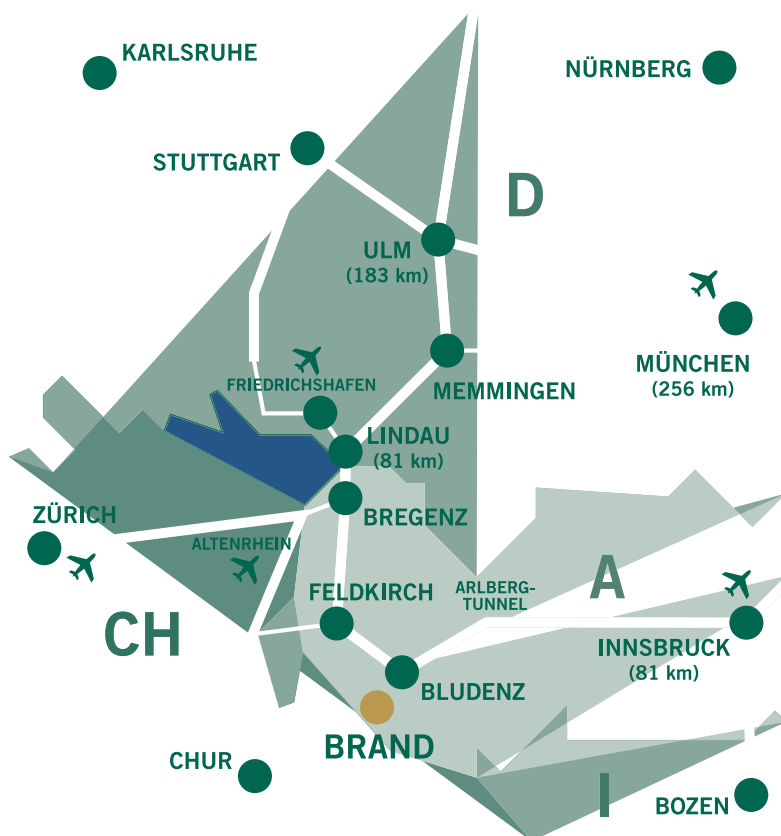 KARLSRUHE
NÜRNBERG
STUTTGART
D
ULM
(183 km)
MÜNCHEN
(256 km)
FRIEDRICHSHAFEN
MEMMINGEN
LINDAU
(81 km)
ZÜRICH
BREGENZ
ALTENRHEIN
FELDKIRCH
ARLBERG-
TUNNEL
A
CH
INNSBRUCK
(81 km)
BLUDENZ
BRAND
CHUR
I
BOZEN